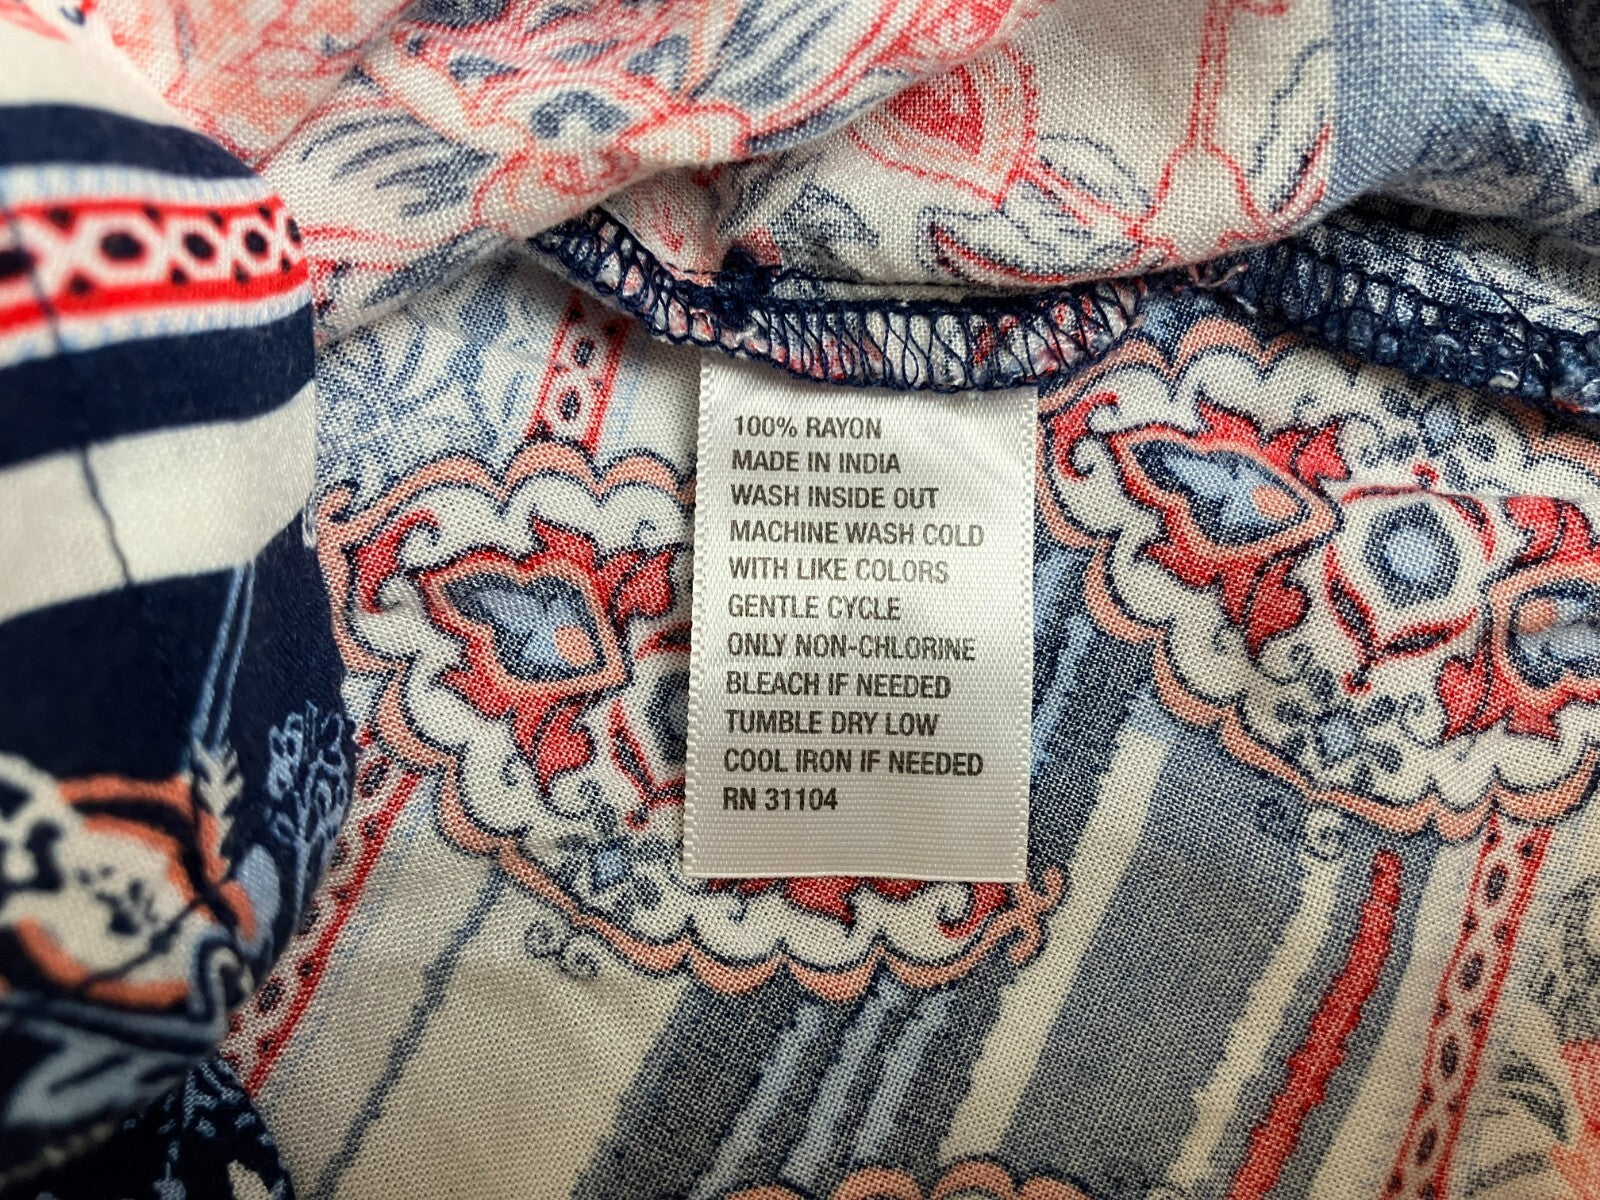 100% RAYON
MADE IN INDIA
WASH INSIDE OUT
MACHINE WASH COLD
WITH LIKE COLORS
GENTLE CYCLE
ONLY NON-CHLORINE
BLEACH IF NEEDED
TUMBLE DRY LOW
COOL IRON IF NEEDED
RN 31104